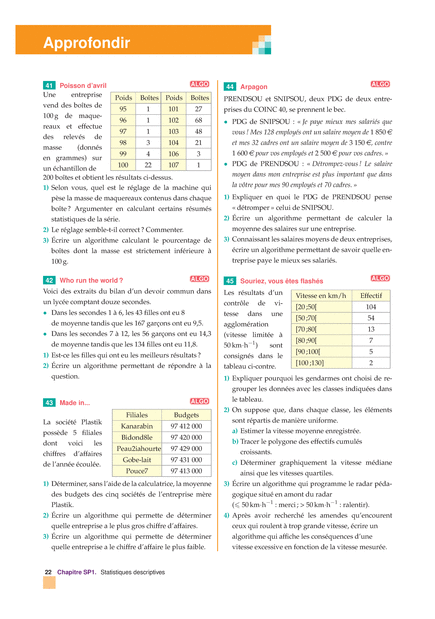 Approfondir
41 Poisson d'avril ALGO
Une entreprise
vend des boîtes de
100 g de maque-
reaux et effectue
des relevés de
masse (donnés
en grammes) sur
un échantillon de
Poids Boîtes Poids Boîtes
95 1 101 27
96 1 102 68
97 1 103 48
98 3 104 21
99 4 106 3
100 22 107 1
200 boîtes et obtient les résultats ci-dessus.
1) Selon vous, quel est le réglage de la machine qui
pèse la masse de maquereaux contenus dans chaque
boîte ? Argumenter en calculant certains résumés
statistiques de la série.
2) Le réglage semble-t-il correct ? Commenter.
3) Écrire un algorithme calculant le pourcentage de
boîtes dont la masse est strictement inférieure à
100 g.
42 Who run the world ? ALGO
Voici des extraits du bilan d'un devoir commun dans
un lycée comptant douze secondes.
• Dans les secondes 1 à 6, les 43 filles ont eu 8
de moyenne tandis que les 167 garçons ont eu 9,5.
• Dans les secondes 7 à 12, les 56 garçons ont eu 14,3
de moyenne tandis que les 134 filles ont eu 11,8.
1) Est-ce les filles qui ont eu les meilleurs résultats ?
2) Écrire un algorithme permettant de répondre à la
question.
43 Made in... ALGO
La société Plastik
possède 5 filiales
dont voici les
chiffres d'affaires
de l'année écoulée.
Filiales Budgets
Kanarabin 97 412 000
Bidond8le 97 420 000
Peau2iahourte 97 429 000
Gobe-lait 97 431 000
Pouce7 97 413 000
1) Déterminer, sans l'aide de la calculatrice, la moyenne
des budgets des cinq sociétés de l'entreprise mère
Plastik.
2) Écrire un algorithme qui permette de déterminer
quelle entreprise a le plus gros chiffre d'affaires.
3) Écrire un algorithme qui permette de déterminer
quelle entreprise a le chiffre d'affaire le plus faible.
44 Arpagon ALGO
PRENDSOU et SNIPSOU, deux PDG de deux entre-
prises du COINC 40, se prennent le bec.
• PDG de SNIPSOU : « Je paye mieux mes salariés que
vous ! Mes 128 employés ont un salaire moyen de 1 850 €
et mes 32 cadres ont un salaire moyen de 3 150 €, contre
1 600 € pour vos employés et 2 500 € pour vos cadres. »
• PDG de PRENDSOU : « Détrompez-vous ! Le salaire
moyen dans mon entreprise est plus important que dans
la vôtre pour mes 90 employés et 70 cadres. »
1) Expliquer en quoi le PDG de PRENDSOU pense
« détromper » celui de SNIPSOU.
2) Écrire un algorithme permettant de calculer la
moyenne des salaires sur une entreprise.
3) Connaissant les salaires moyens de deux entreprises,
écrire un algorithme permettant de savoir quelle en-
treprise paye le mieux ses salariés.
45 Souriez, vous êtes flashés ALGO
Les résultats d'un
contrôle de vi-
tesse dans une
agglomération
(vitesse limitée à
50 km·h⁻¹) sont
consignés dans le
tableau ci-contre.
Vitesse en km/h Effectif
[20 ;50[ 104
[50 ;70[ 54
[70 ;80[ 13
[80 ;90[ 7
[90 ;100[ 5
[100 ;130[ 2
1) Expliquer pourquoi les gendarmes ont choisi de re-
grouper les données avec les classes indiquées dans
le tableau.
2) On suppose que, dans chaque classe, les éléments
sont répartis de manière uniforme.
a) Estimer la vitesse moyenne enregistrée.
b) Tracer le polygone des effectifs cumulés
croissants.
c) Déterminer graphiquement la vitesse médiane
ainsi que les vitesses quartiles.
3) Écrire un algorithme qui programme le radar péda-
gogique situé en amont du radar
(⩽ 50 km·h⁻¹ : merci ; > 50 km·h⁻¹ : ralentir).
4) Après avoir recherché les amendes qu'encourent
ceux qui roulent à trop grande vitesse, écrire un
algorithme qui affiche les conséquences d'une
vitesse excessive en fonction de la vitesse mesurée.
22 Chapitre SP1. Statistiques descriptives